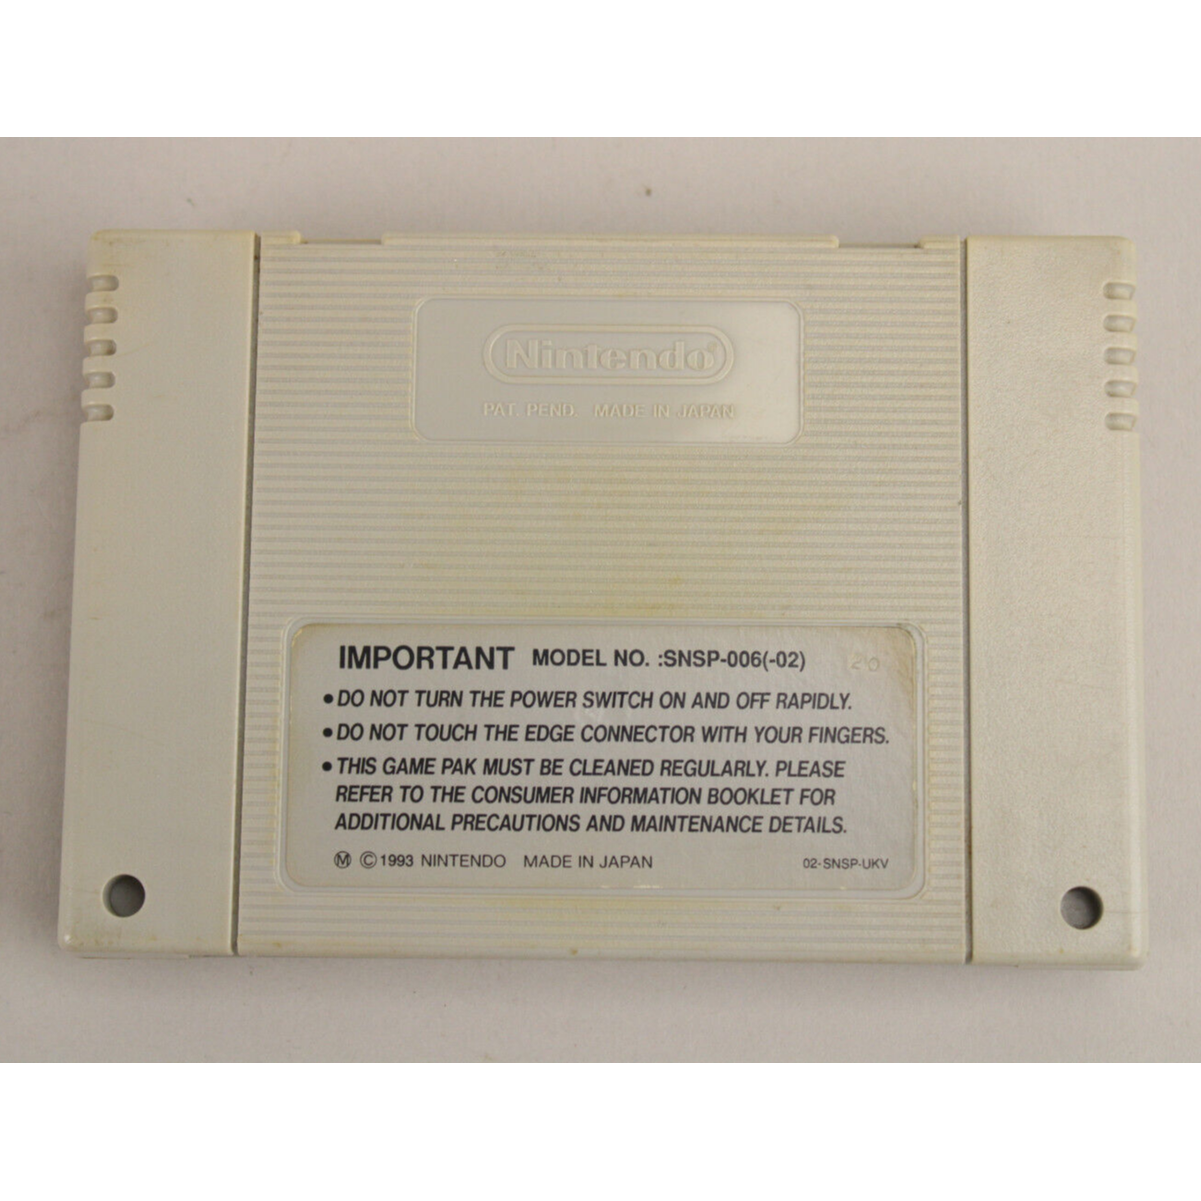 Nintendo®
PAT. PEND. MADE IN JAPAN
IMPORTANT MODEL NO. :SNSP-006(-02) 20
• DO NOT TURN THE POWER SWITCH ON AND OFF RAPIDLY.
• DO NOT TOUCH THE EDGE CONNECTOR WITH YOUR FINGERS.
• THIS GAME PAK MUST BE CLEANED REGULARLY. PLEASE
REFER TO THE CONSUMER INFORMATION BOOKLET FOR
ADDITIONAL PRECAUTIONS AND MAINTENANCE DETAILS.
Ⓜ © 1993 NINTENDO MADE IN JAPAN 02-SNSP-UKV